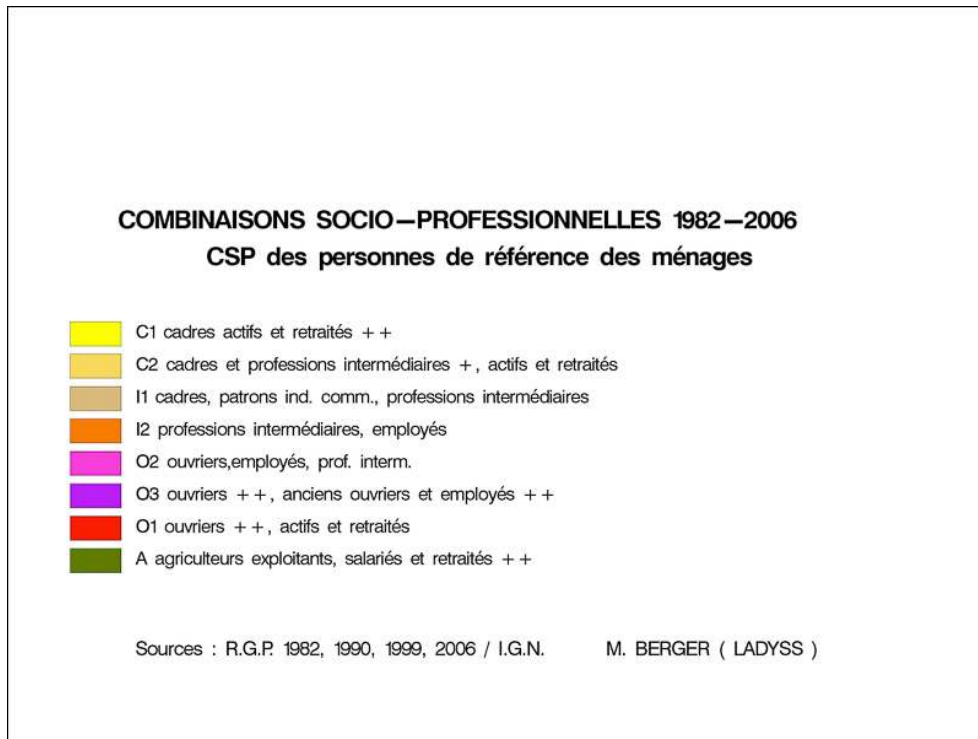 COMBINAISONS SOCIO—PROFESSIONNELLES 1982—2006
CSP des personnes de référence des ménages
C1 cadres actifs et retraités ++
C2 cadres et professions intermédiaires +, actifs et retraités
I1 cadres, patrons ind. comm., professions intermédiaires
I2 professions intermédiaires, employés
O2 ouvriers,employés, prof. interm.
O3 ouvriers ++, anciens ouvriers et employés ++
O1 ouvriers ++, actifs et retraités
A agriculteurs exploitants, salariés et retraités ++
Sources : R.G.P. 1982, 1990, 1999, 2006 / I.G.N. M. BERGER ( LADYSS )